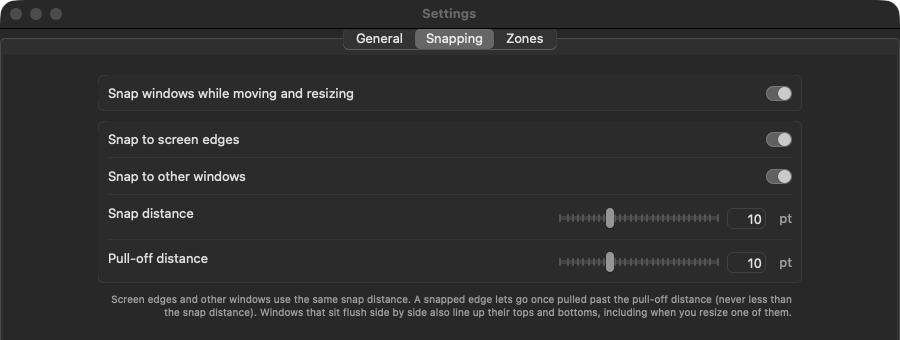 Settings
General
Snapping
Zones
Snap windows while moving and resizing
Snap to screen edges
Snap to other windows
Snap distance
10 pt
Pull-off distance
10 pt
Screen edges and other windows use the same snap distance. A snapped edge lets go once pulled past the pull-off distance (never less than
the snap distance). Windows that sit flush side by side also line up their tops and bottoms, including when you resize one of them.